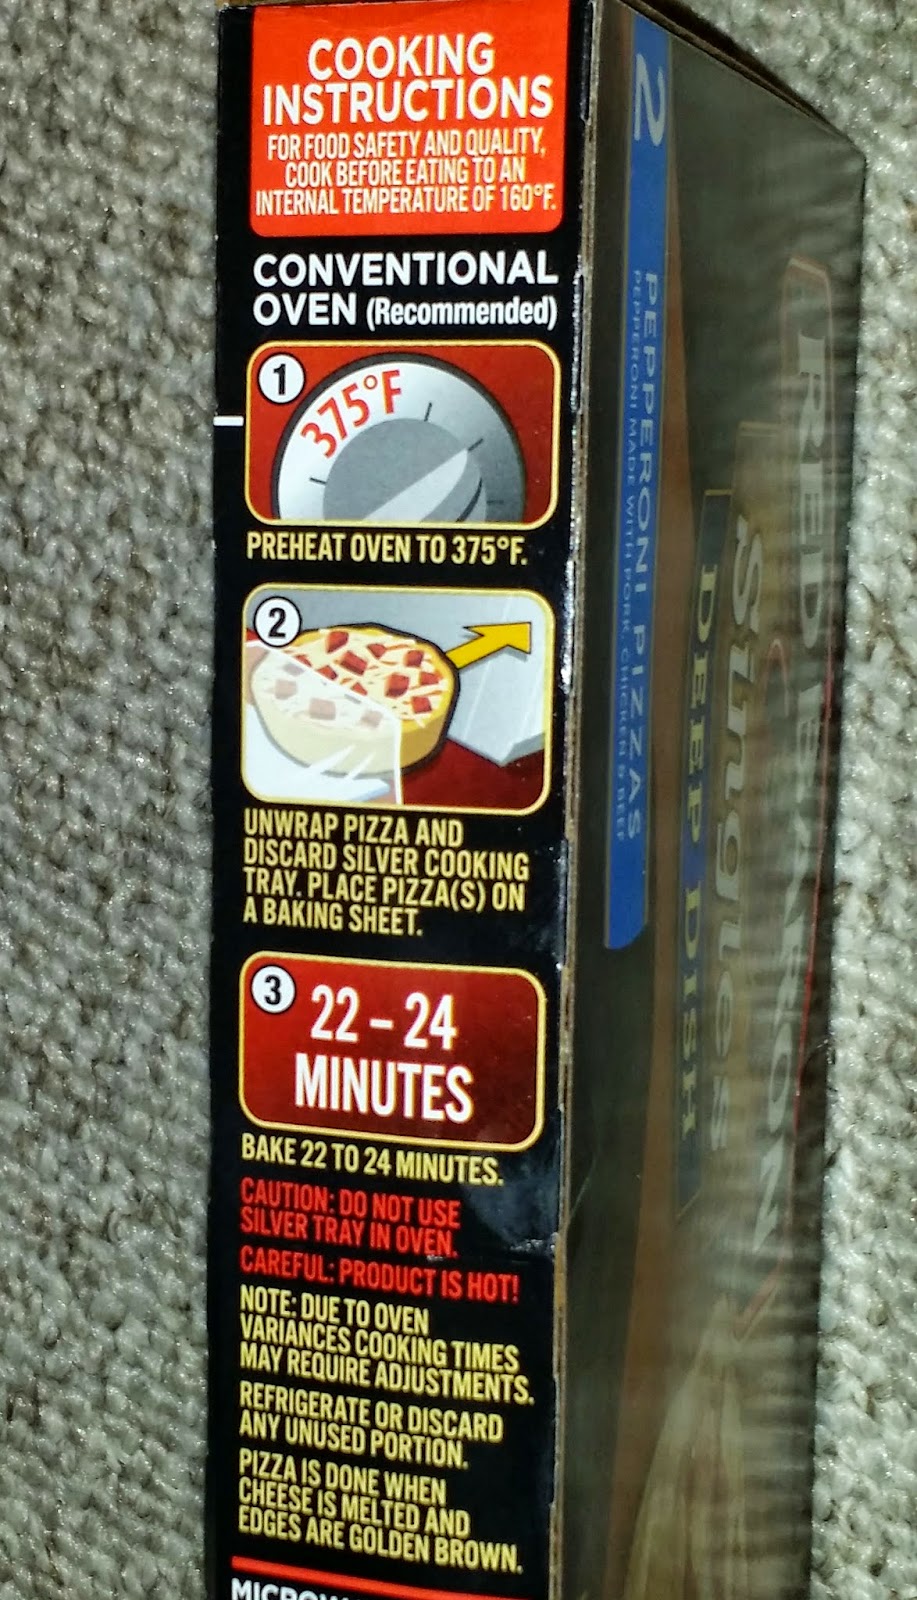 COOKING
INSTRUCTIONS
FOR FOOD SAFETY AND QUALITY,
COOK BEFORE EATING TO AN
INTERNAL TEMPERATURE OF 160°F.
CONVENTIONAL
OVEN (Recommended)
1
375°F
PREHEAT OVEN TO 375°F.
2
UNWRAP PIZZA AND
DISCARD SILVER COOKING
TRAY. PLACE PIZZA(S) ON
A BAKING SHEET.
3
22 – 24
MINUTES
BAKE 22 TO 24 MINUTES.
CAUTION: DO NOT USE
SILVER TRAY IN OVEN.
CAREFUL: PRODUCT IS HOT!
NOTE: DUE TO OVEN
VARIANCES COOKING TIMES
MAY REQUIRE ADJUSTMENTS.
REFRIGERATE OR DISCARD
ANY UNUSED PORTION.
PIZZA IS DONE WHEN
CHEESE IS MELTED AND
EDGES ARE GOLDEN BROWN.
RED BARON
Singles
DEEP DISH
2 PEPPERONI PIZZAS
PEPPERONI MADE WITH PORK, CHICKEN & BEEF